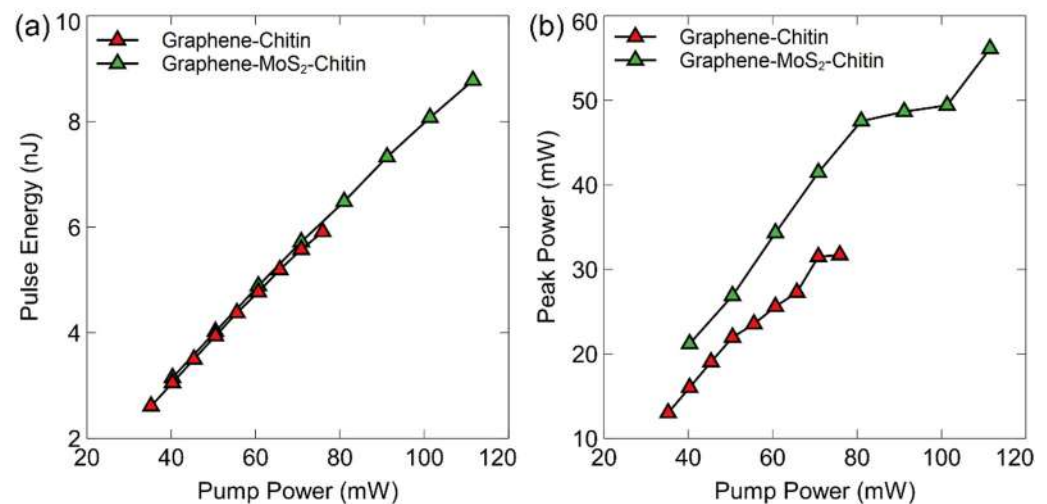 (a)
Graphene-Chitin
Graphene-MoS₂-Chitin
Pulse Energy (nJ)
10
8
6
4
2
20 40 60 80 100 120
Pump Power (mW)
(b)
Graphene-Chitin
Graphene-MoS₂-Chitin
Peak Power (mW)
60
50
40
30
20
10
20 40 60 80 100 120
Pump Power (mW)